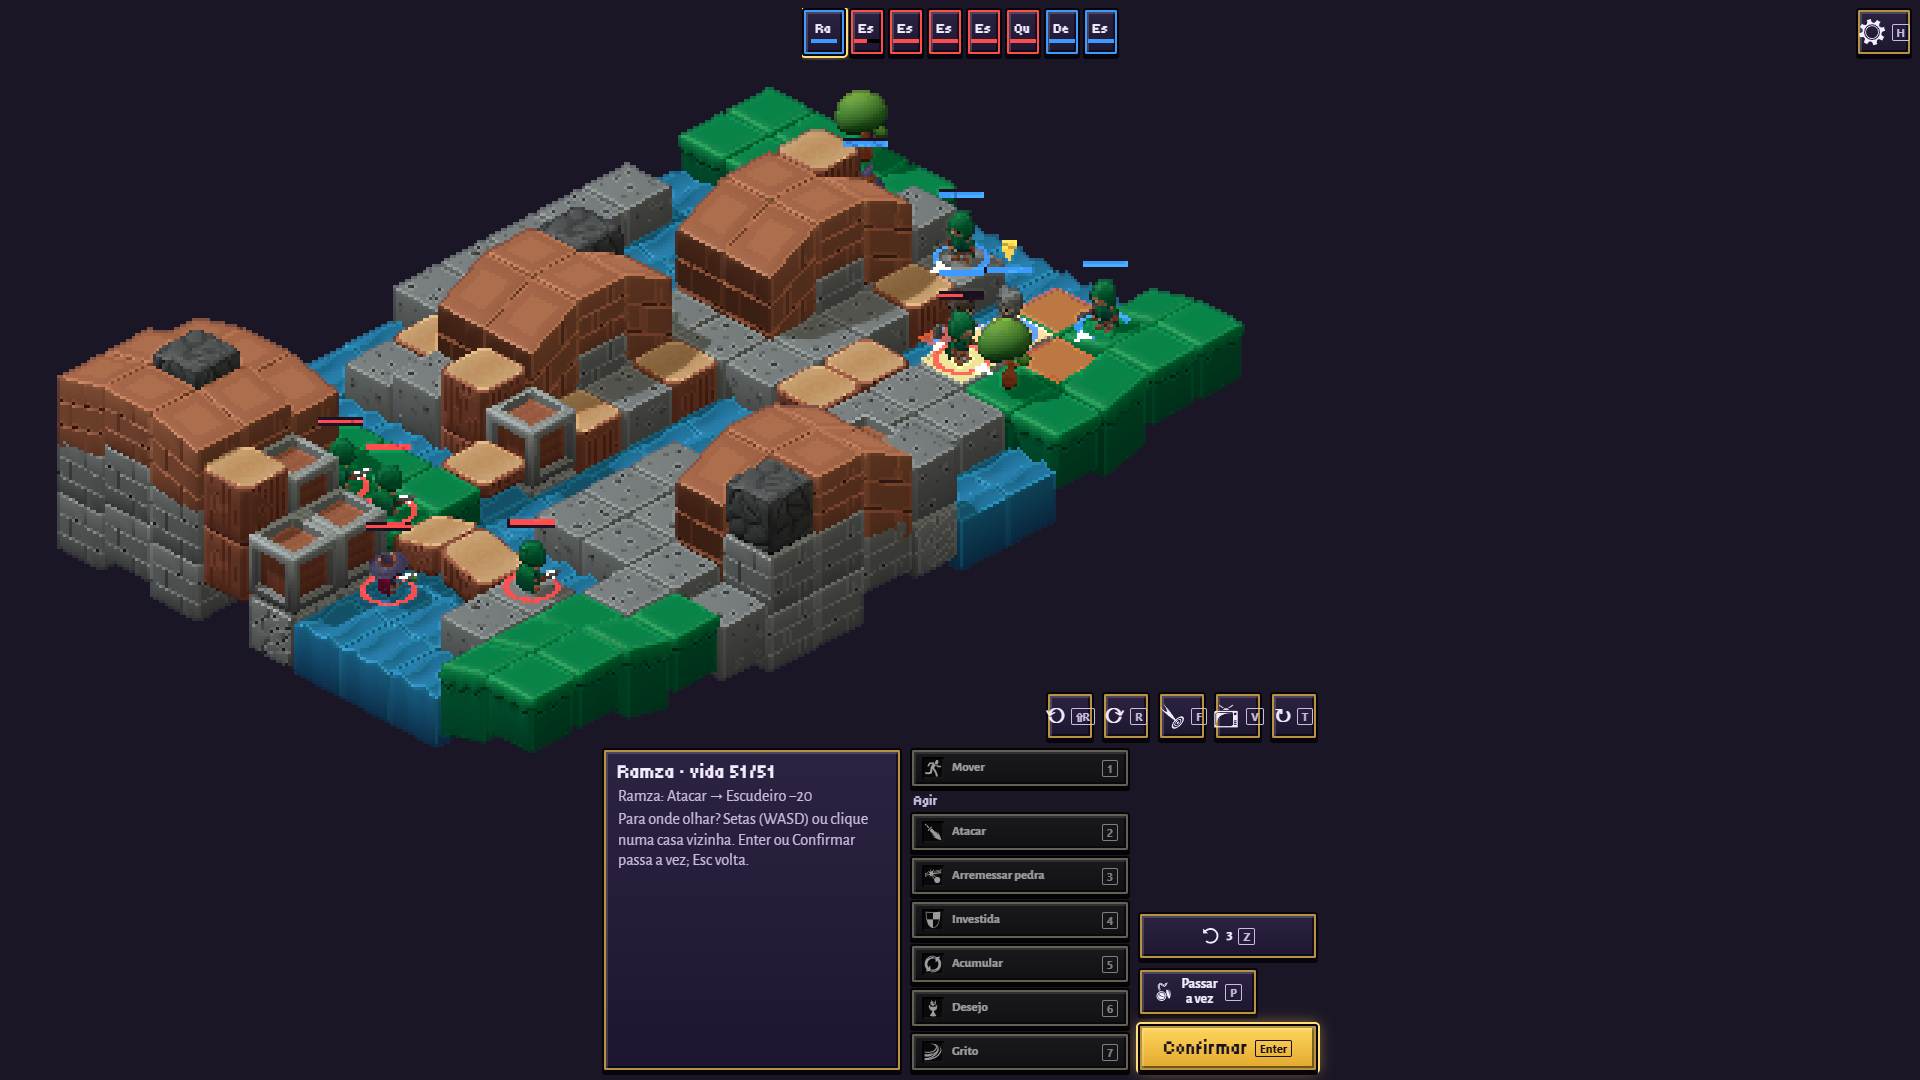 Ra Es Es Es Es Qu De Es
H
⇧R R F V T
Ramza · vida 51/51
Ramza: Atacar → Escudeiro −20
Para onde olhar? Setas (WASD) ou clique
numa casa vizinha. Enter ou Confirmar
passa a vez; Esc volta.
Mover 1
Agir
Atacar 2
Arremessar pedra 3
Investida 4
Acumular 5
Desejo 6
Grito 7
3 Z
Passar
a vez P
Confirmar Enter